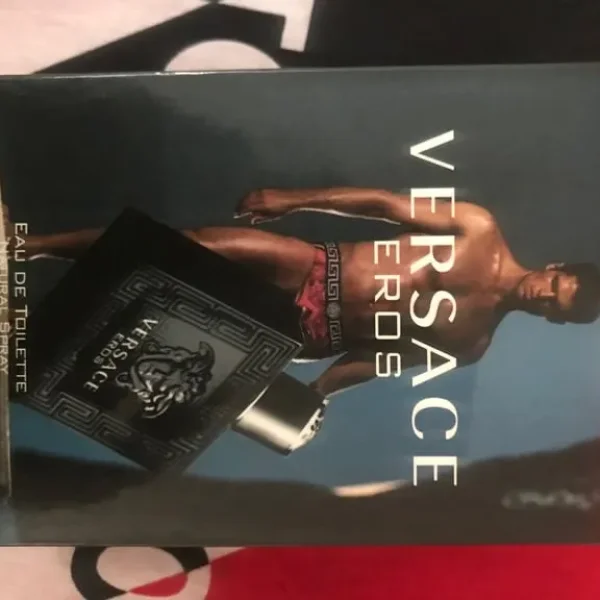 VERSACE
EROS
VERSACE
EROS
EAU DE TOILETTE
NATURAL SPRAY